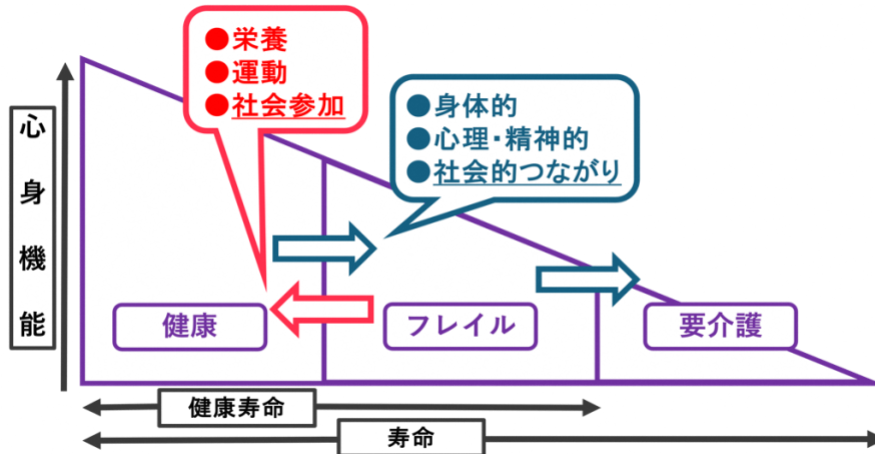 ●栄養
●運動
●社会参加
●身体的
●心理・精神的
●社会的つながり
心身機能
健康
フレイル
要介護
健康寿命
寿命